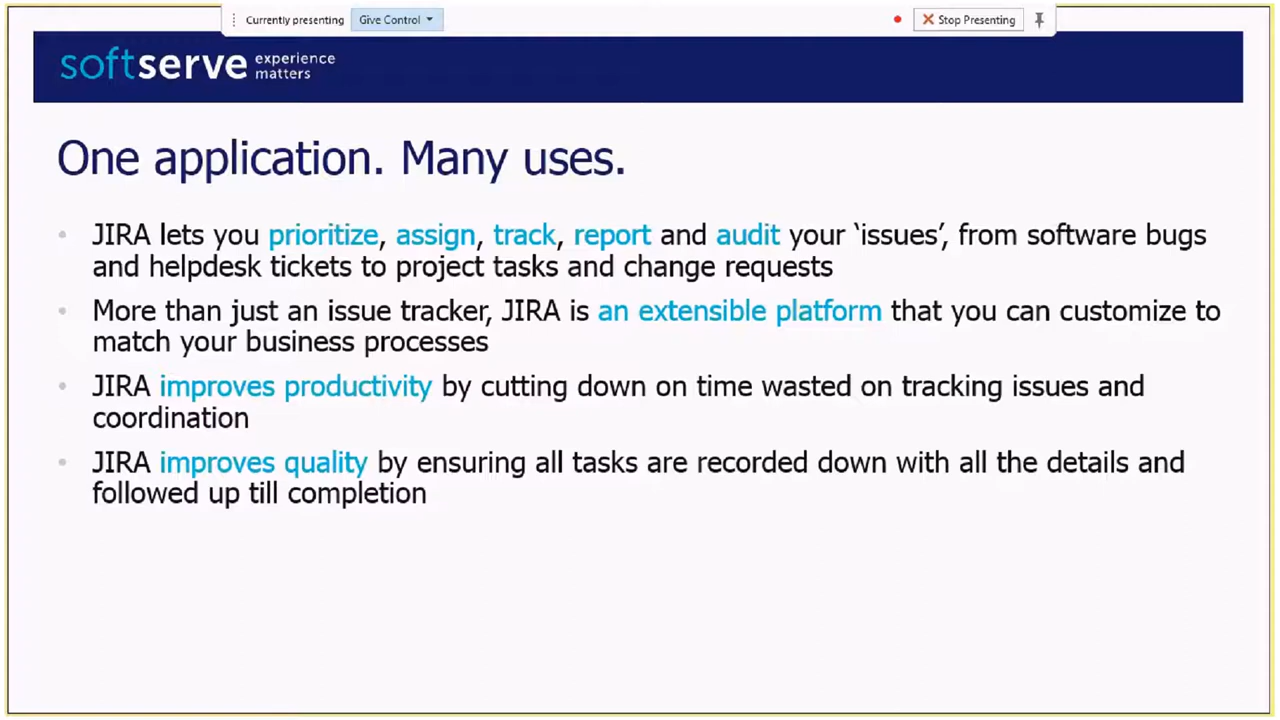 Currently presenting Give Control Stop Presenting
softserve experience matters
One application. Many uses.
• JIRA lets you prioritize, assign, track, report and audit your ‘issues’, from software bugs
and helpdesk tickets to project tasks and change requests
• More than just an issue tracker, JIRA is an extensible platform that you can customize to
match your business processes
• JIRA improves productivity by cutting down on time wasted on tracking issues and
coordination
• JIRA improves quality by ensuring all tasks are recorded down with all the details and
followed up till completion